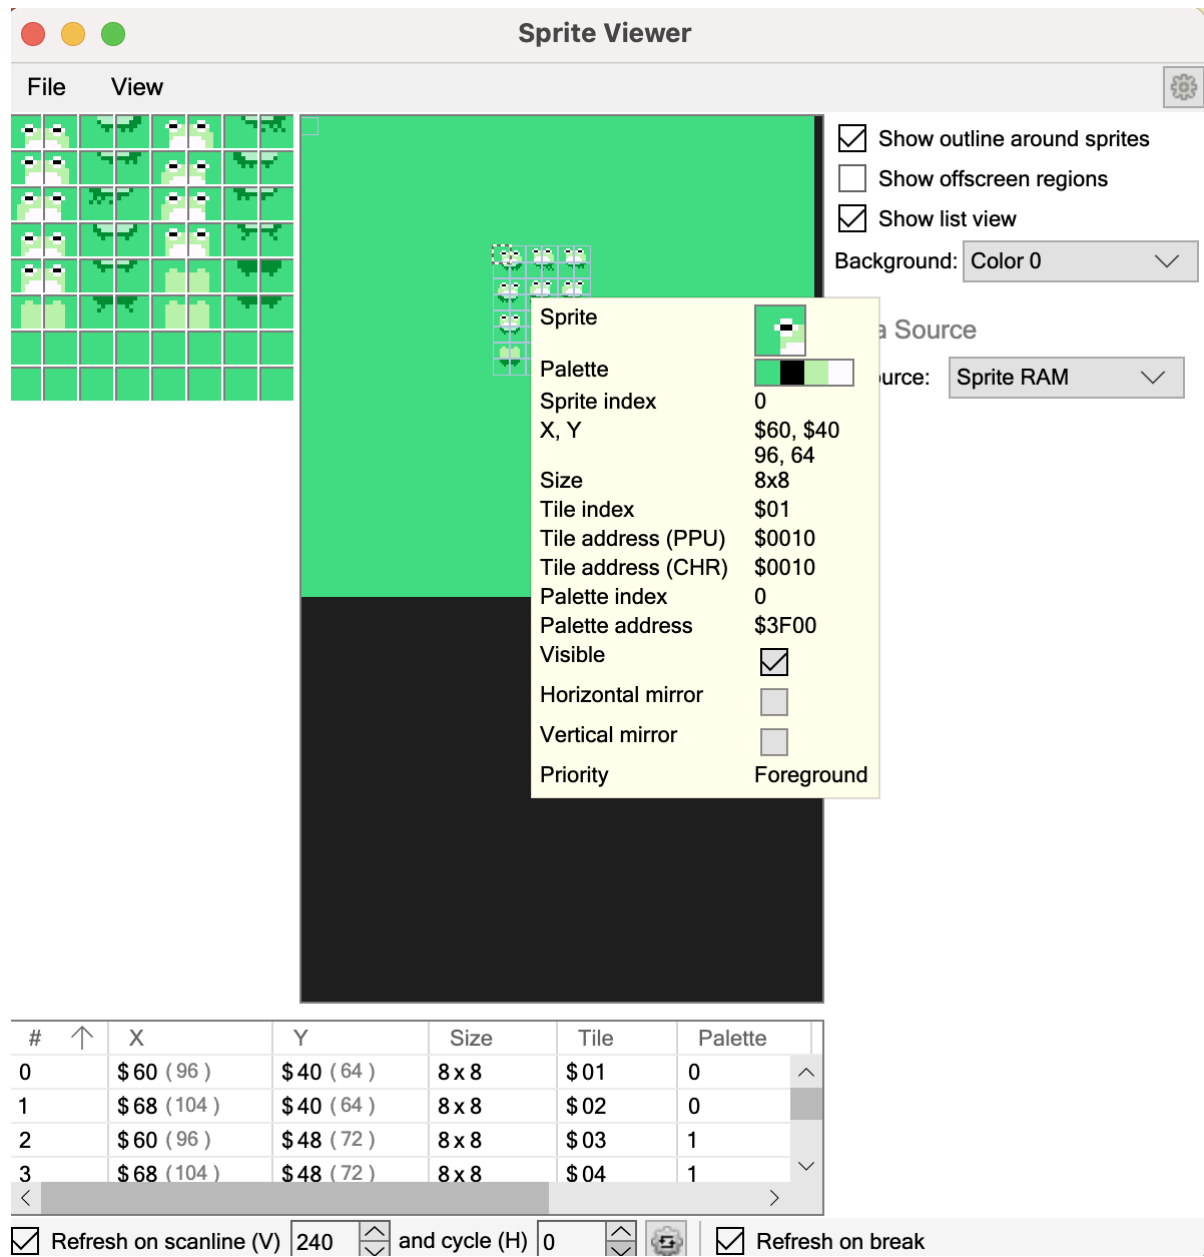 Sprite Viewer
File View
Show outline around sprites
Show offscreen regions
Show list view
Background: Color 0
Source
Sprite RAM
Sprite
Palette
Sprite index 0
X, Y $60, $40
96, 64
Size 8x8
Tile index $01
Tile address (PPU) $0010
Tile address (CHR) $0010
Palette index 0
Palette address $3F00
Visible
Horizontal mirror
Vertical mirror
Priority Foreground
# X Y Size Tile Palette
0 $60 (96) $40 (64) 8x8 $01 0
1 $68 (104) $40 (64) 8x8 $02 0
2 $60 (96) $48 (72) 8x8 $03 1
3 $68 (104) $48 (72) 8x8 $04 1
Refresh on scanline (V) 240 and cycle (H) 0 Refresh on break